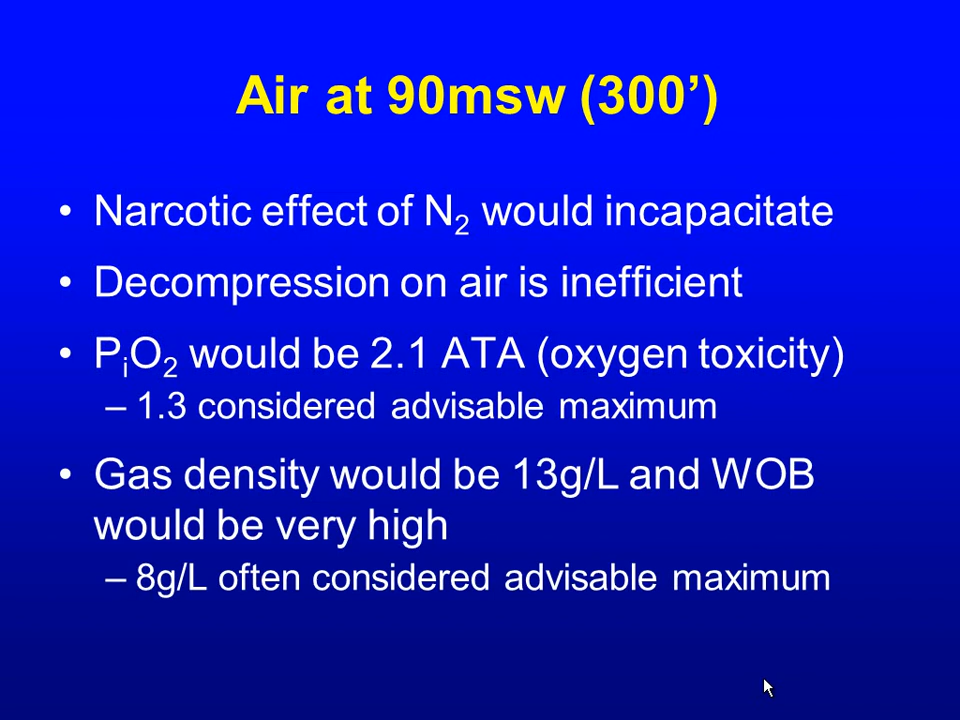 Air at 90msw (300’)
• Narcotic effect of N₂ would incapacitate
• Decompression on air is inefficient
• PᵢO₂ would be 2.1 ATA (oxygen toxicity)
– 1.3 considered advisable maximum
• Gas density would be 13g/L and WOB
would be very high
– 8g/L often considered advisable maximum